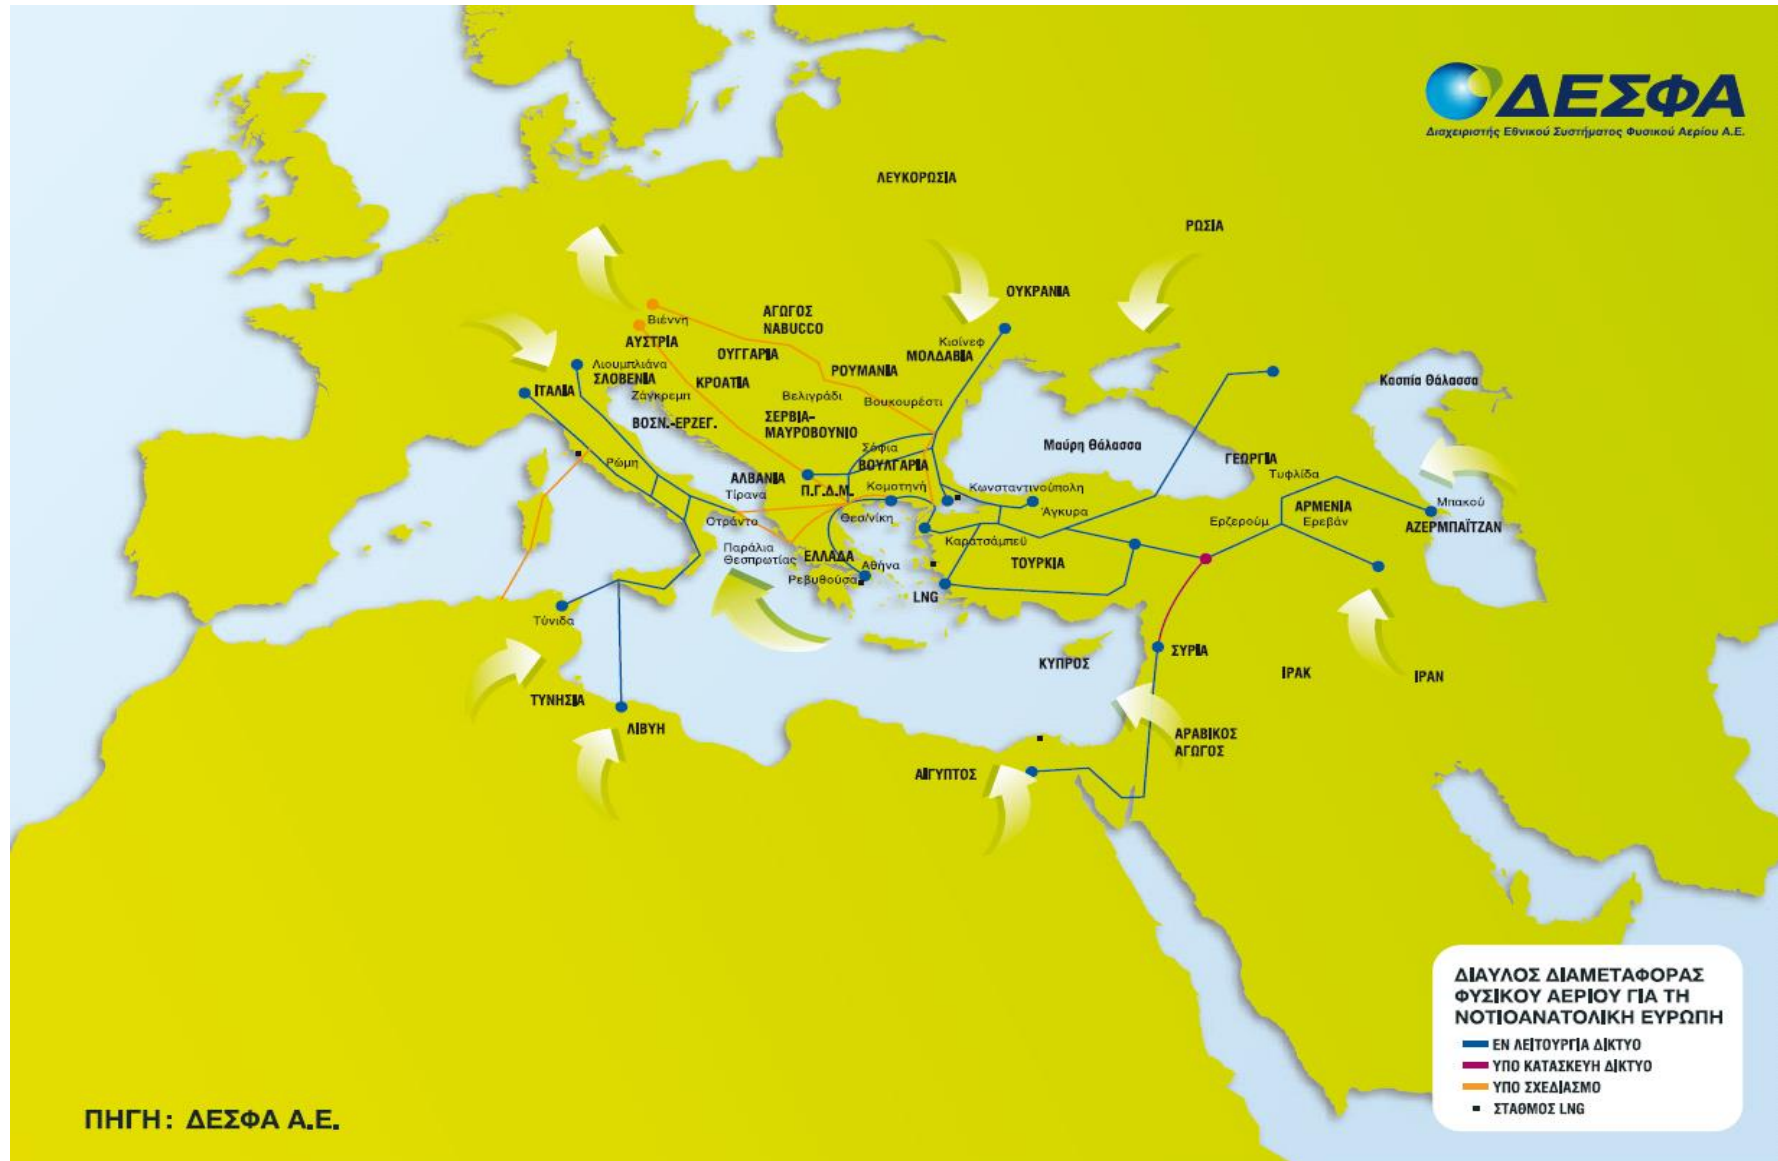 ΔΕΣΦΑ
Διαχειριστής Εθνικού Συστήματος Φυσικού Αερίου Α.Ε.
ΛΕΥΚΟΡΩΣΙΑ
ΡΩΣΙΑ
ΟΥΚΡΑΝΙΑ
ΑΓΩΓΟΣ
NABUCCO
Βιέννη
ΑΥΣΤΡΙΑ
ΟΥΓΓΑΡΙΑ
Κισίνεφ
ΜΟΛΔΑΒΙΑ
Λιουμπλιάνα
ΣΛΟΒΕΝΙΑ
ΚΡΟΑΤΙΑ
ΡΟΥΜΑΝΙΑ
Κασπία Θάλασσα
ΙΤΑΛΙΑ
Ζάγκρεμπ
Βελιγράδι
Βουκουρέστι
ΒΟΣΝ.-ΕΡΖΕΓ.
ΣΕΡΒΙΑ-
ΜΑΥΡΟΒΟΥΝΙΟ
Σόφια
ΒΟΥΛΓΑΡΙΑ
Μαύρη Θάλασσα
ΓΕΩΡΓΙΑ
Τυφλίδα
Ρώμη
ΑΛΒΑΝΙΑ
Τίρανα
Π.Γ.Δ.Μ.
Κομοτηνή
Κωνσταντινούπολη
Άγκυρα
Μπακού
ΑΖΕΡΜΠΑΪΤΖΑΝ
ΑΡΜΕΝΙΑ
Ερεβάν
Ερζερούμ
Οτράντο
Θεσ/νίκη
Καρατσάμπεϋ
Παράλια
Θεσπρωτίας
ΕΛΛΑΔΑ
Αθήνα
Ρεβυθούσα
ΤΟΥΡΚΙΑ
LNG
Τύνιδα
ΚΥΠΡΟΣ
ΣΥΡΙΑ
ΙΡΑΚ
ΙΡΑΝ
ΤΥΝΗΣΙΑ
ΛΙΒΥΗ
ΑΡΑΒΙΚΟΣ
ΑΓΩΓΟΣ
ΑΙΓΥΠΤΟΣ
ΔΙΑΥΛΟΣ ΔΙΑΜΕΤΑΦΟΡΑΣ
ΦΥΣΙΚΟΥ ΑΕΡΙΟΥ ΓΙΑ ΤΗ
ΝΟΤΙΟΑΝΑΤΟΛΙΚΗ ΕΥΡΩΠΗ
ΕΝ ΛΕΙΤΟΥΡΓΙΑ ΔΙΚΤΥΟ
ΥΠΟ ΚΑΤΑΣΚΕΥΗ ΔΙΚΤΥΟ
ΥΠΟ ΣΧΕΔΙΑΣΜΟ
ΣΤΑΘΜΟΣ LNG
ΠΗΓΗ: ΔΕΣΦΑ Α.Ε.